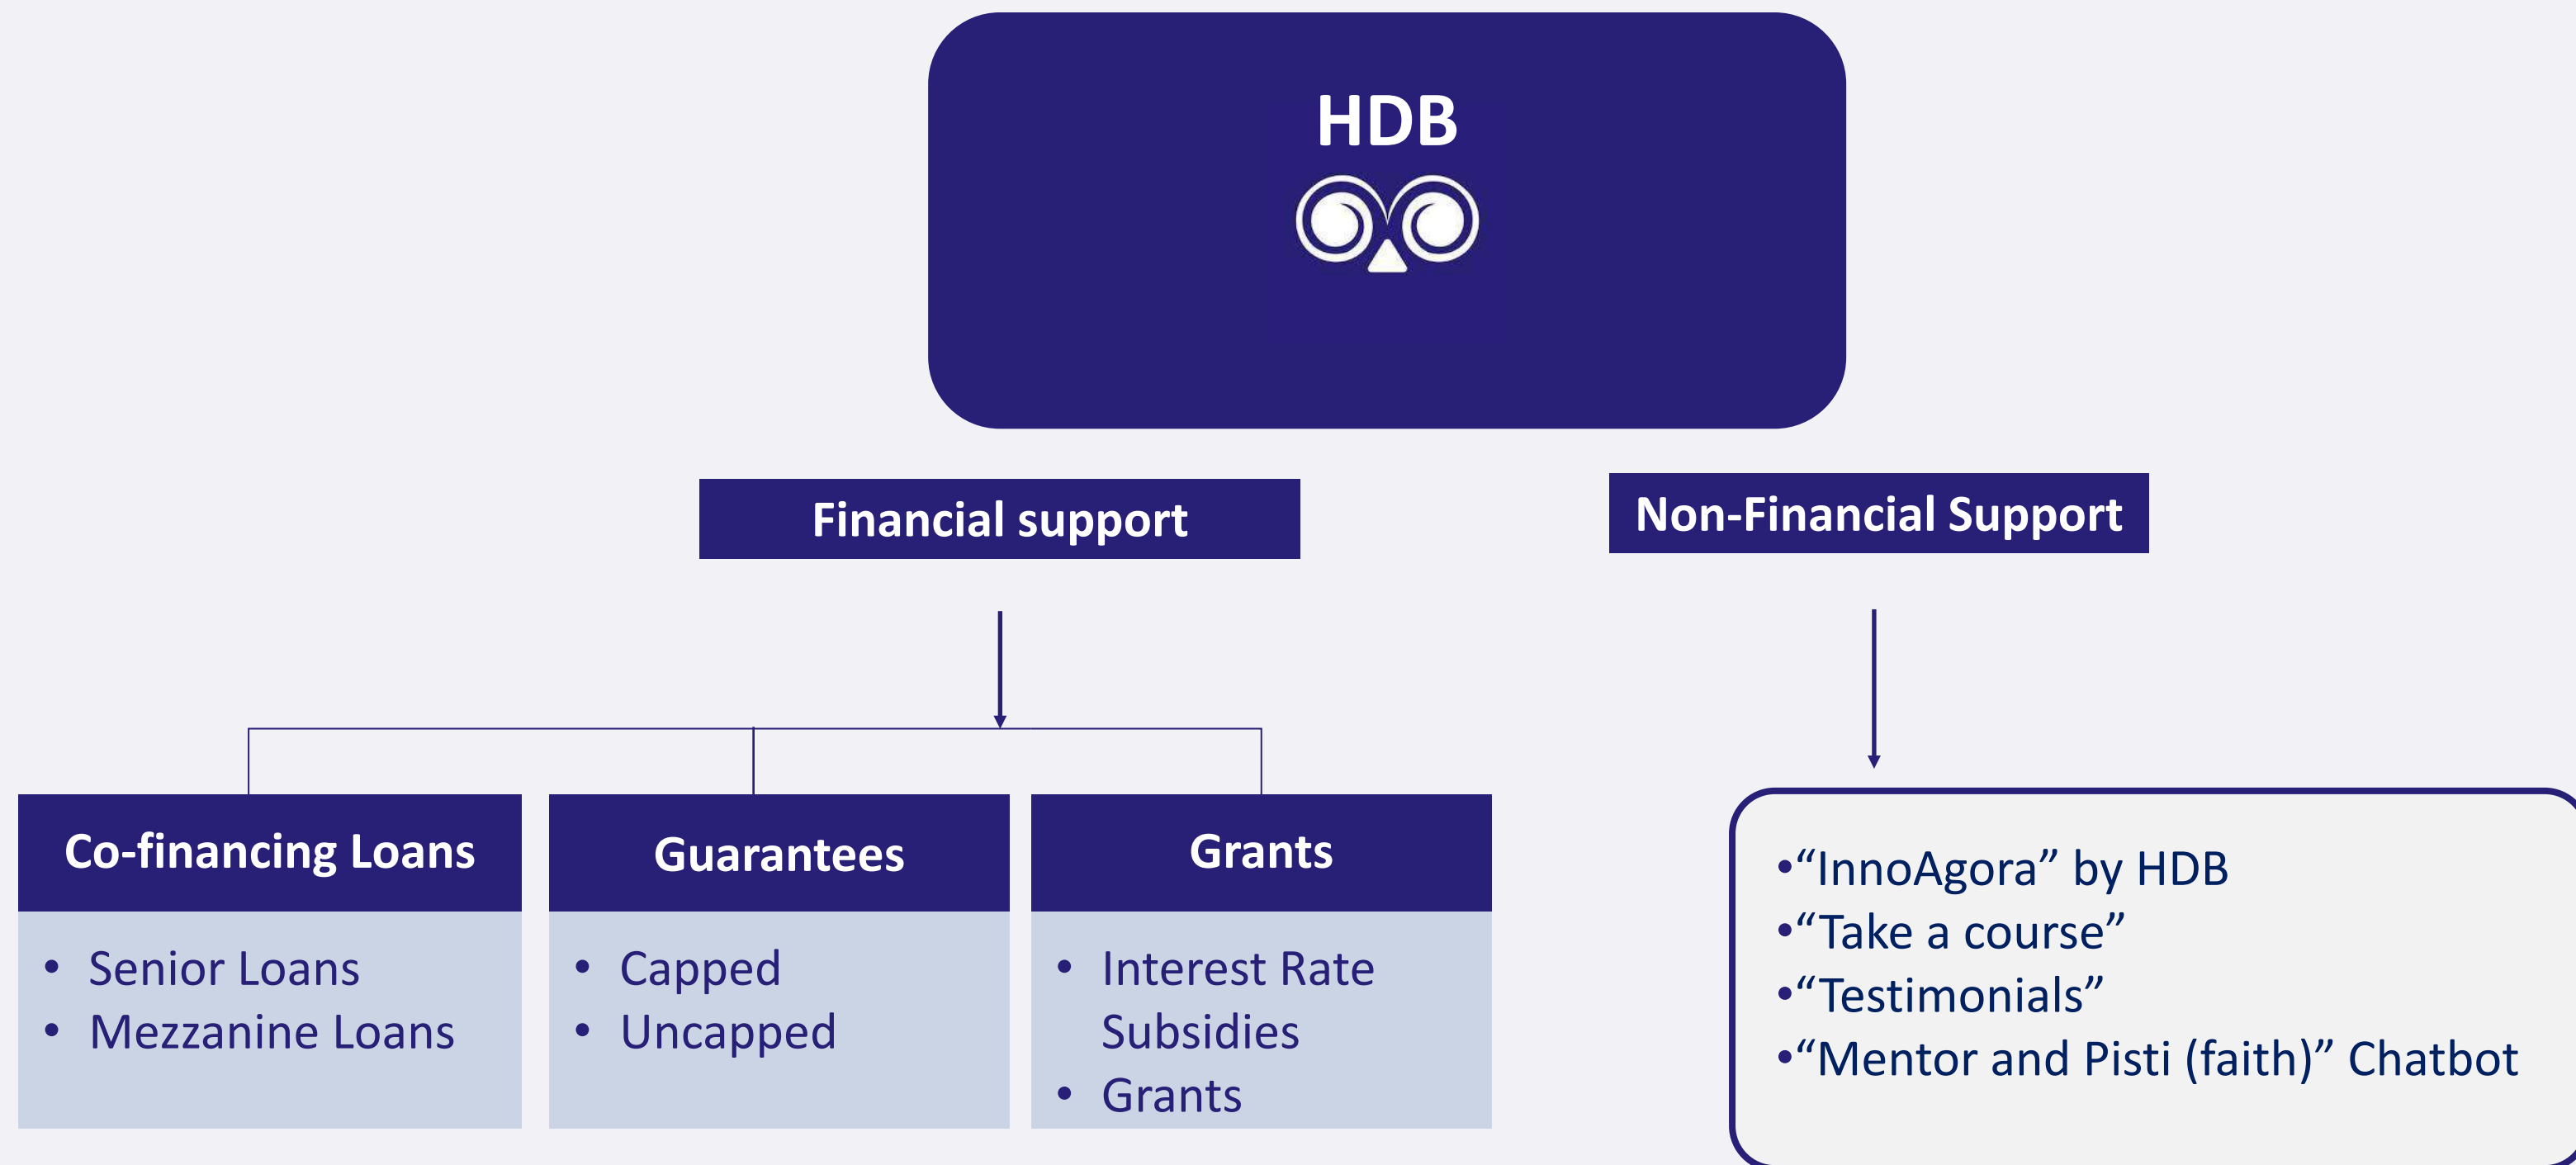 HDB
Financial support
Non-Financial Support
Co-financing Loans
• Senior Loans
• Mezzanine Loans
Guarantees
• Capped
• Uncapped
Grants
• Interest Rate
Subsidies
• Grants
•“InnoAgora” by HDB
•“Take a course”
•“Testimonials”
•“Mentor and Pisti (faith)” Chatbot